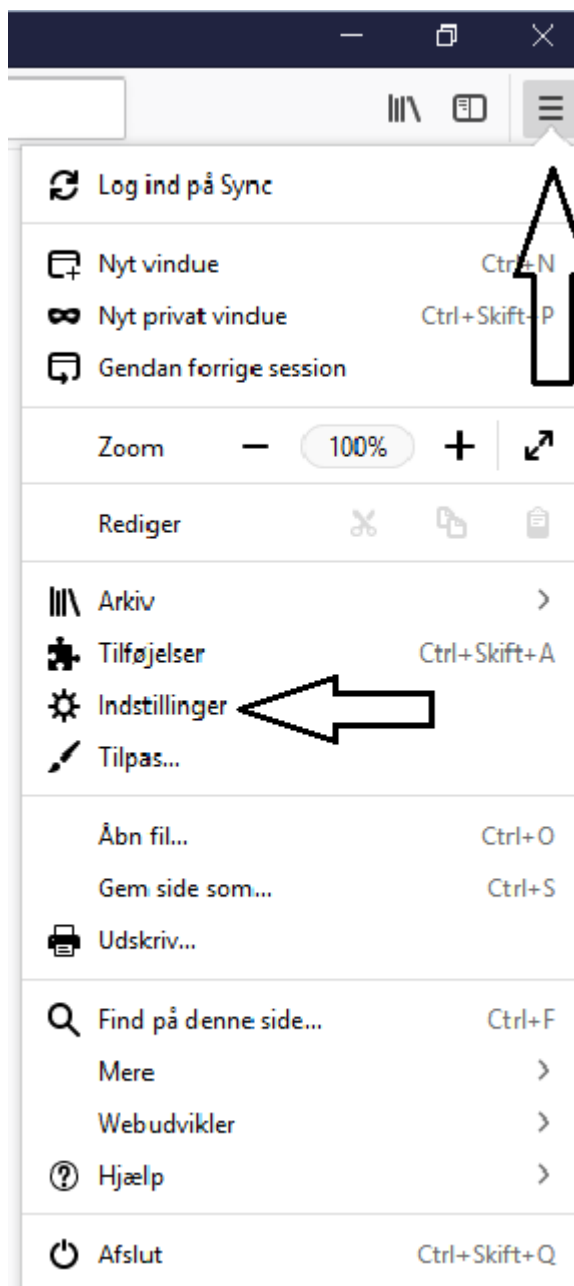 Log ind på Sync
Nyt vindue Ctrl+N
Nyt privat vindue Ctrl+Skift+P
Gendan forrige session
Zoom 100%
Rediger
Arkiv
Tilføjelser Ctrl+Skift+A
Indstillinger
Tilpas...
Åbn fil... Ctrl+O
Gem side som... Ctrl+S
Udskriv...
Find på denne side... Ctrl+F
Mere
Webudvikler
Hjælp
Afslut Ctrl+Skift+Q